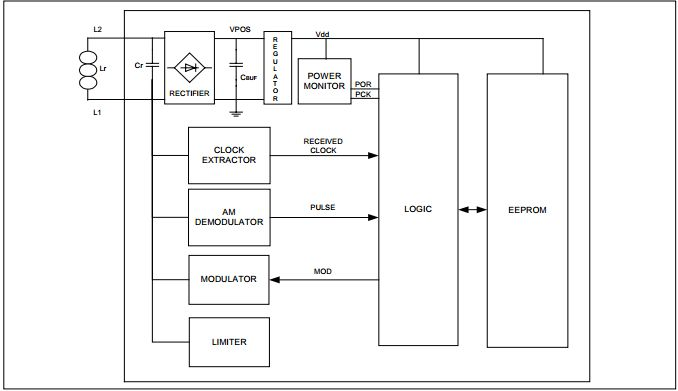 L2
VPOS
Vdd
Lr
Cr
CBUF
RECTIFIER
REGULATOR
POWER
MONITOR
POR
PCK
L1
CLOCK
EXTRACTOR
RECEIVED
CLOCK
AM
DEMODULATOR
PULSE
LOGIC
EEPROM
MODULATOR
MOD
LIMITER